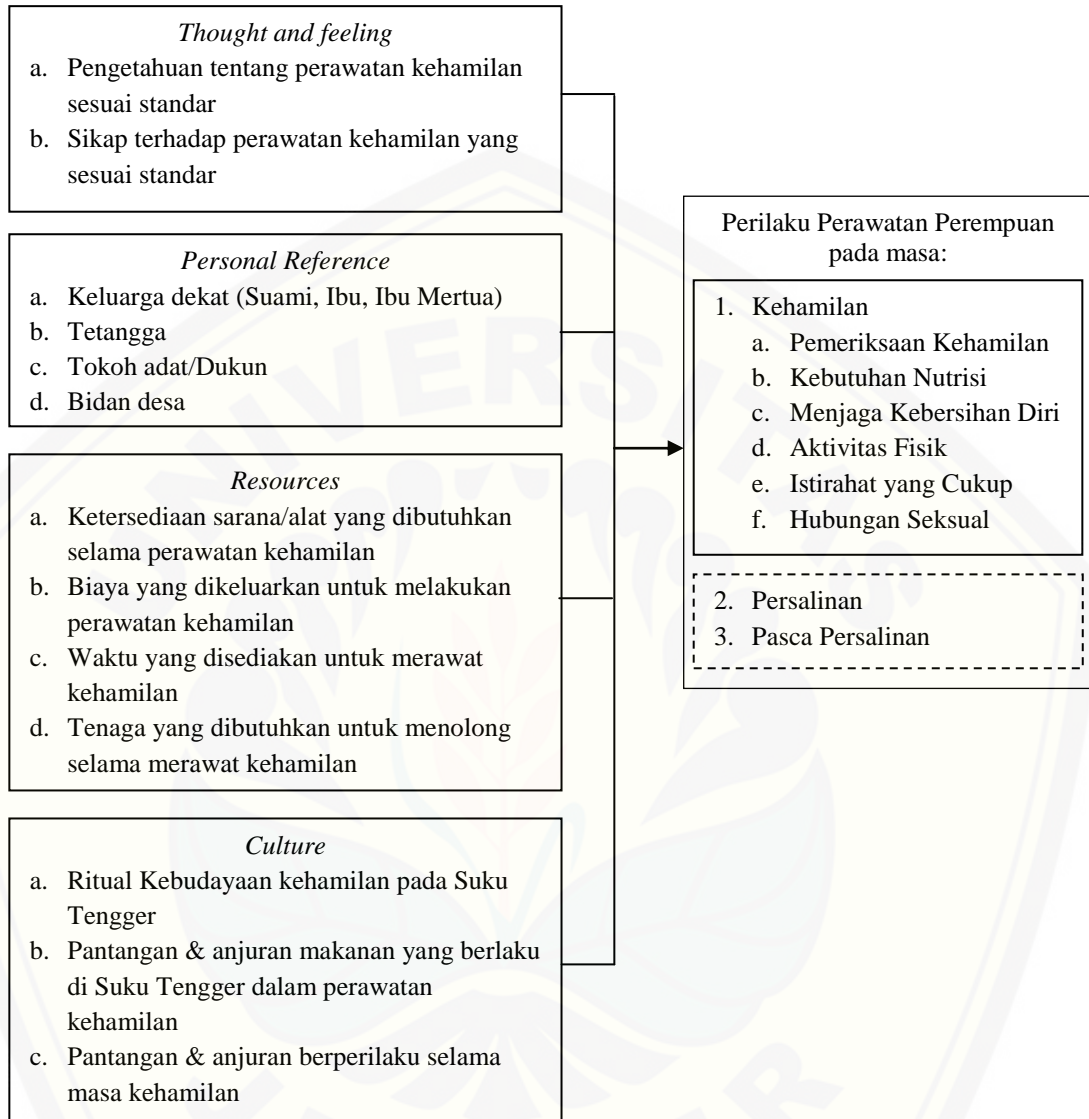 Thought and feeling
a. Pengetahuan tentang perawatan kehamilan
sesuai standar
b. Sikap terhadap perawatan kehamilan yang
sesuai standar
Personal Reference
a. Keluarga dekat (Suami, Ibu, Ibu Mertua)
b. Tetangga
c. Tokoh adat/Dukun
d. Bidan desa
Resources
a. Ketersediaan sarana/alat yang dibutuhkan
selama perawatan kehamilan
b. Biaya yang dikeluarkan untuk melakukan
perawatan kehamilan
c. Waktu yang disediakan untuk merawat
kehamilan
d. Tenaga yang dibutuhkan untuk menolong
selama merawat kehamilan
Culture
a. Ritual Kebudayaan kehamilan pada Suku
Tengger
b. Pantangan & anjuran makanan yang berlaku
di Suku Tengger dalam perawatan
kehamilan
c. Pantangan & anjuran berperilaku selama
masa kehamilan
Perilaku Perawatan Perempuan
pada masa:
1. Kehamilan
a. Pemeriksaan Kehamilan
b. Kebutuhan Nutrisi
c. Menjaga Kebersihan Diri
d. Aktivitas Fisik
e. Istirahat yang Cukup
f. Hubungan Seksual
2. Persalinan
3. Pasca Persalinan
UNIVERSITAS